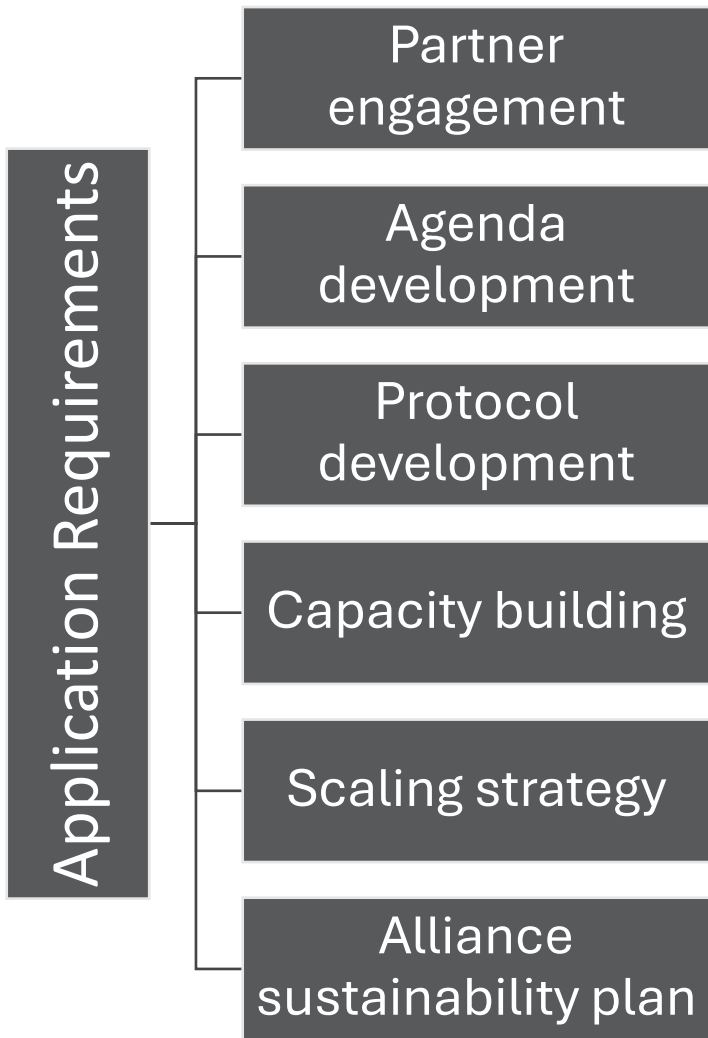 Application Requirements
Partner
engagement
Agenda
development
Protocol
development
Capacity building
Scaling strategy
Alliance
sustainability plan